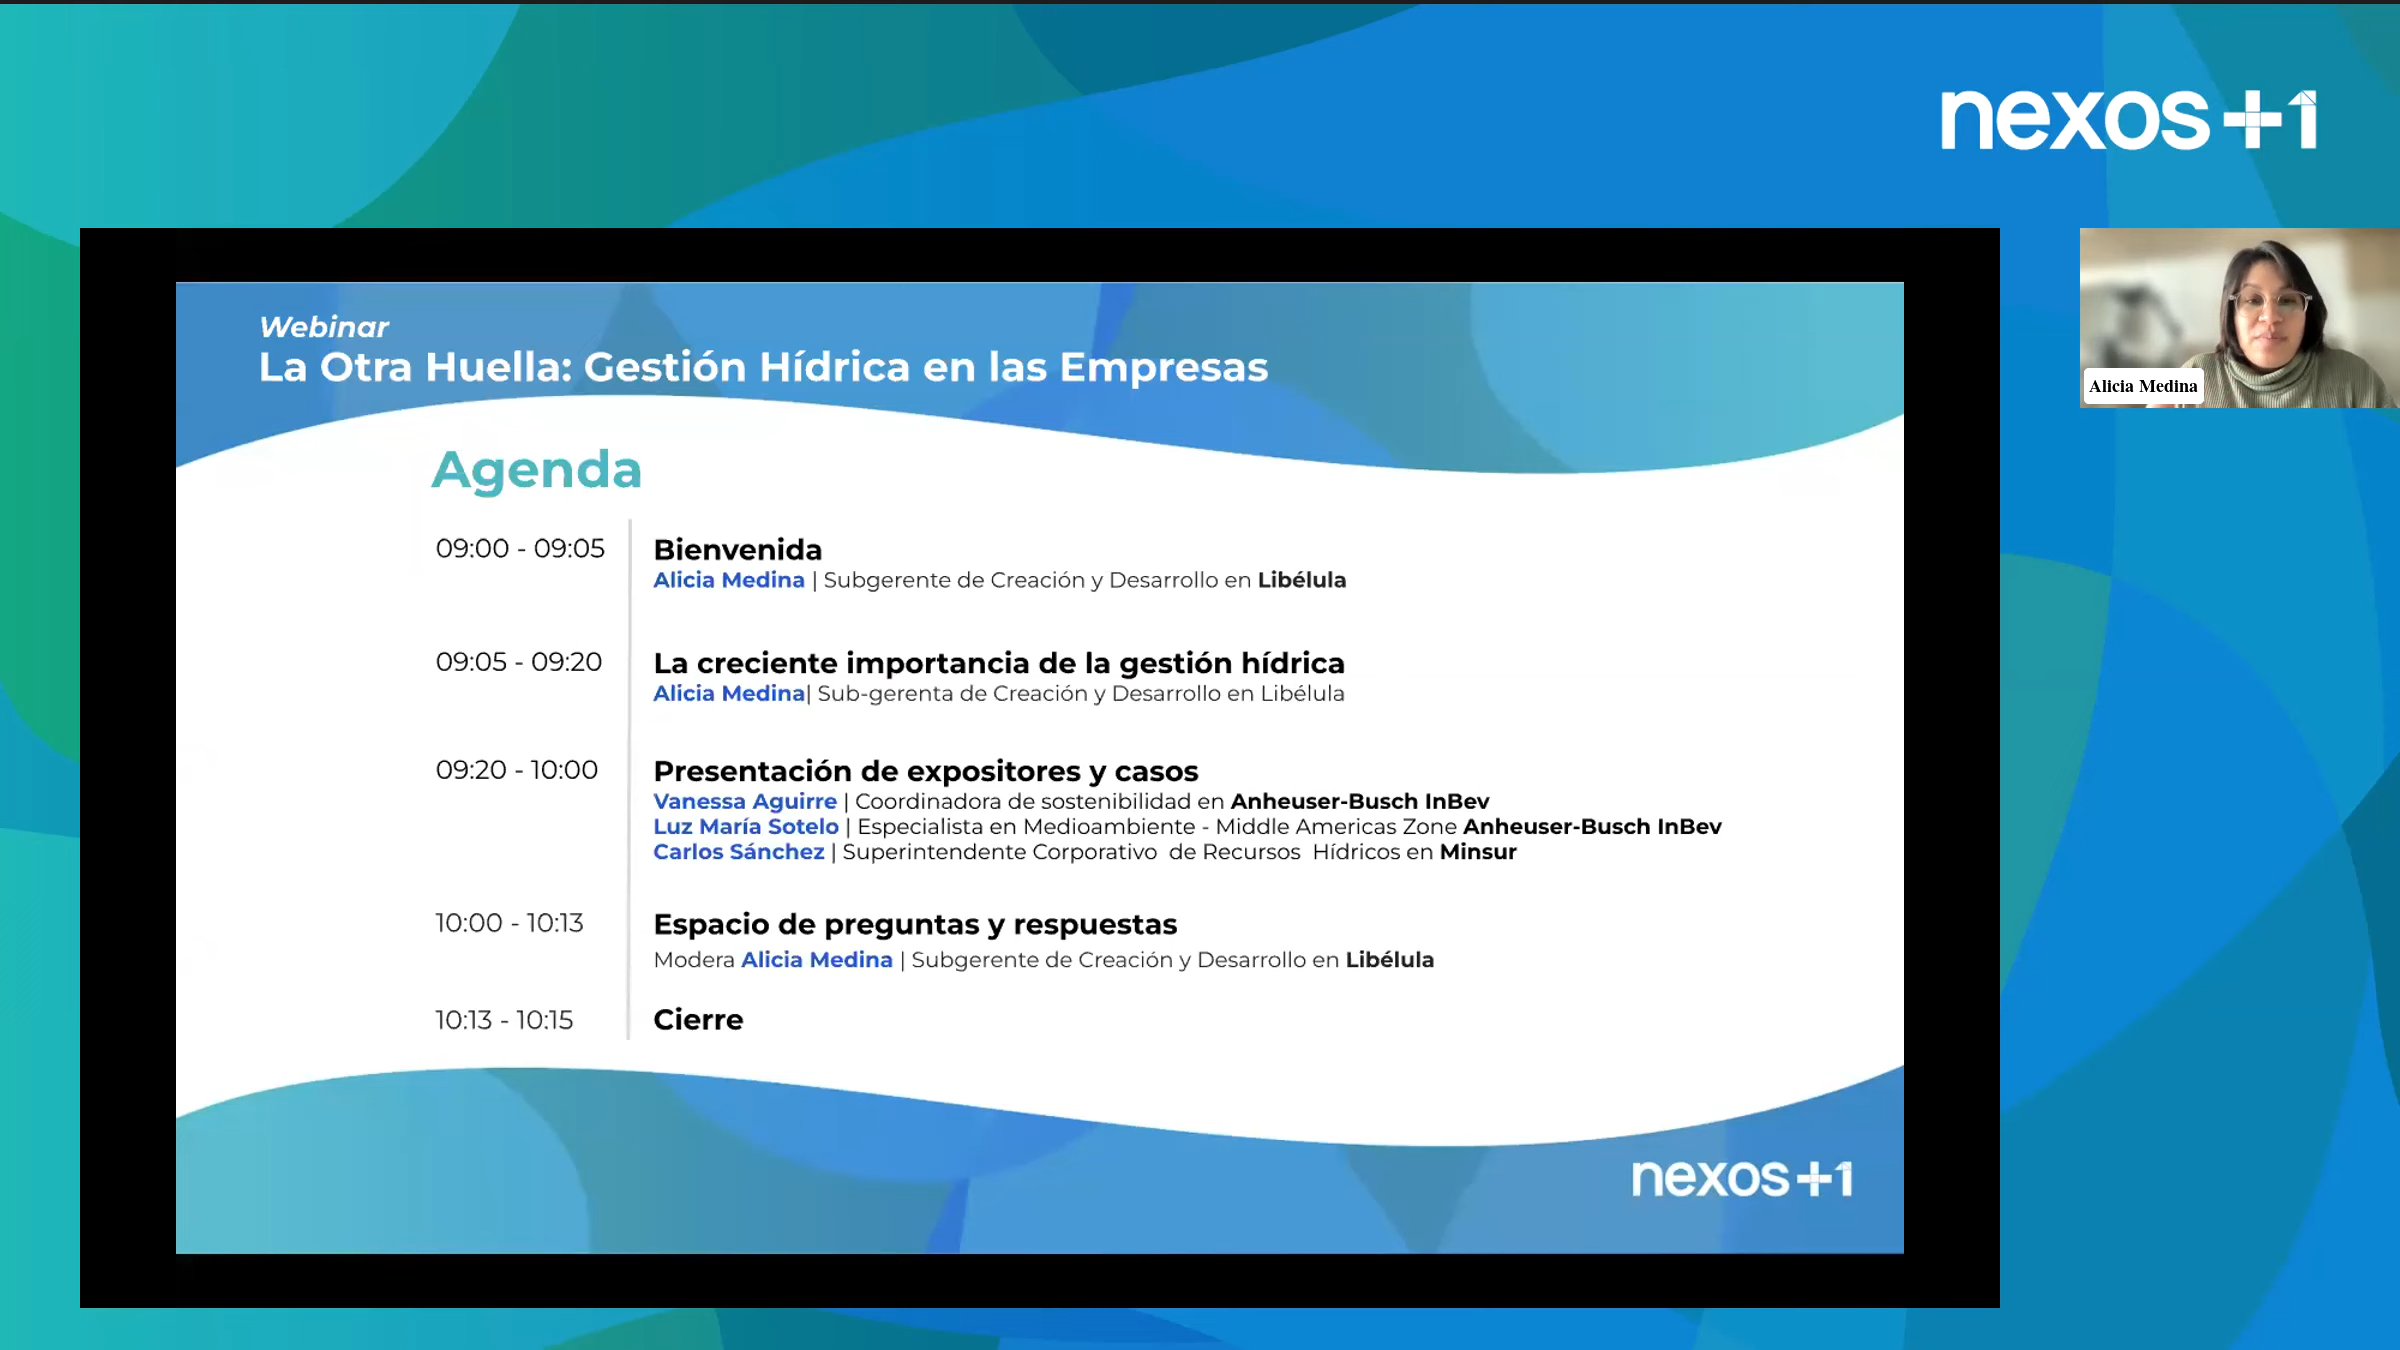 nexos+1
Webinar
La Otra Huella: Gestión Hídrica en las Empresas
Alicia Medina
Agenda
09:00 - 09:05
Bienvenida
Alicia Medina | Subgerente de Creación y Desarrollo en Libélula
09:05 - 09:20
La creciente importancia de la gestión hídrica
Alicia Medina| Sub-gerenta de Creación y Desarrollo en Libélula
09:20 - 10:00
Presentación de expositores y casos
Vanessa Aguirre | Coordinadora de sostenibilidad en Anheuser-Busch InBev
Luz María Sotelo | Especialista en Medioambiente - Middle Americas Zone Anheuser-Busch InBev
Carlos Sánchez | Superintendente Corporativo de Recursos Hídricos en Minsur
10:00 - 10:13
Espacio de preguntas y respuestas
Modera Alicia Medina | Subgerente de Creación y Desarrollo en Libélula
10:13 - 10:15
Cierre
nexos+1